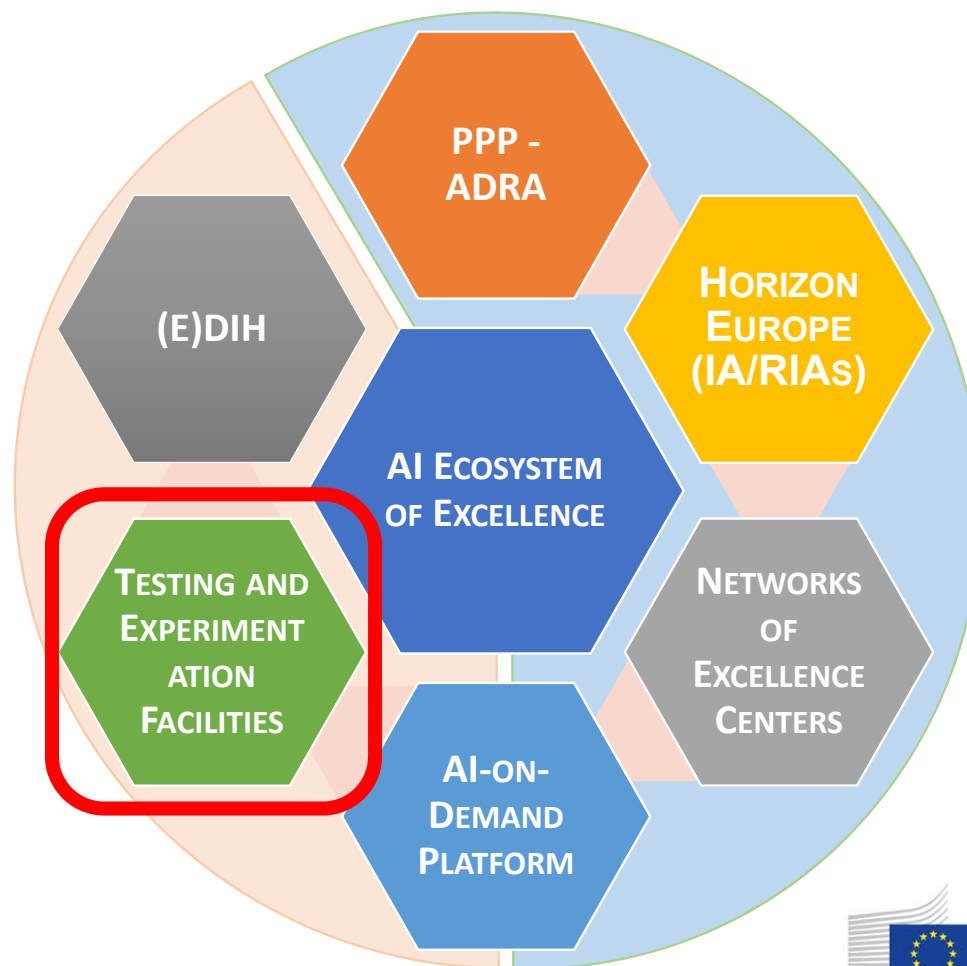 PPP -
ADRA
HORIZON
EUROPE
(IA/RIAS)
(E)DIH
AI ECOSYSTEM
OF EXCELLENCE
TESTING AND
EXPERIMENT
ATION
FACILITIES
NETWORKS
OF
EXCELLENCE
CENTERS
AI-ON-
DEMAND
PLATFORM